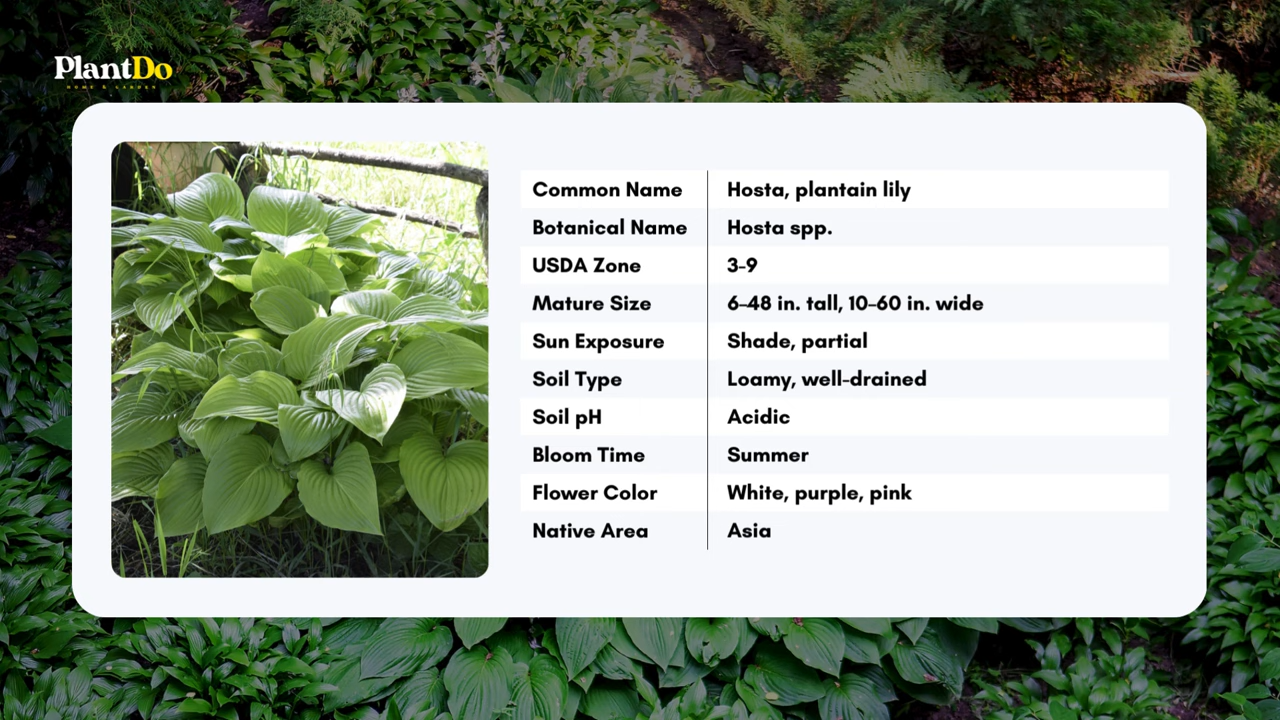 PlantDo
HOME & GARDEN
Common Name Hosta, plantain lily
Botanical Name Hosta spp.
USDA Zone 3-9
Mature Size 6-48 in. tall, 10-60 in. wide
Sun Exposure Shade, partial
Soil Type Loamy, well-drained
Soil pH Acidic
Bloom Time Summer
Flower Color White, purple, pink
Native Area Asia